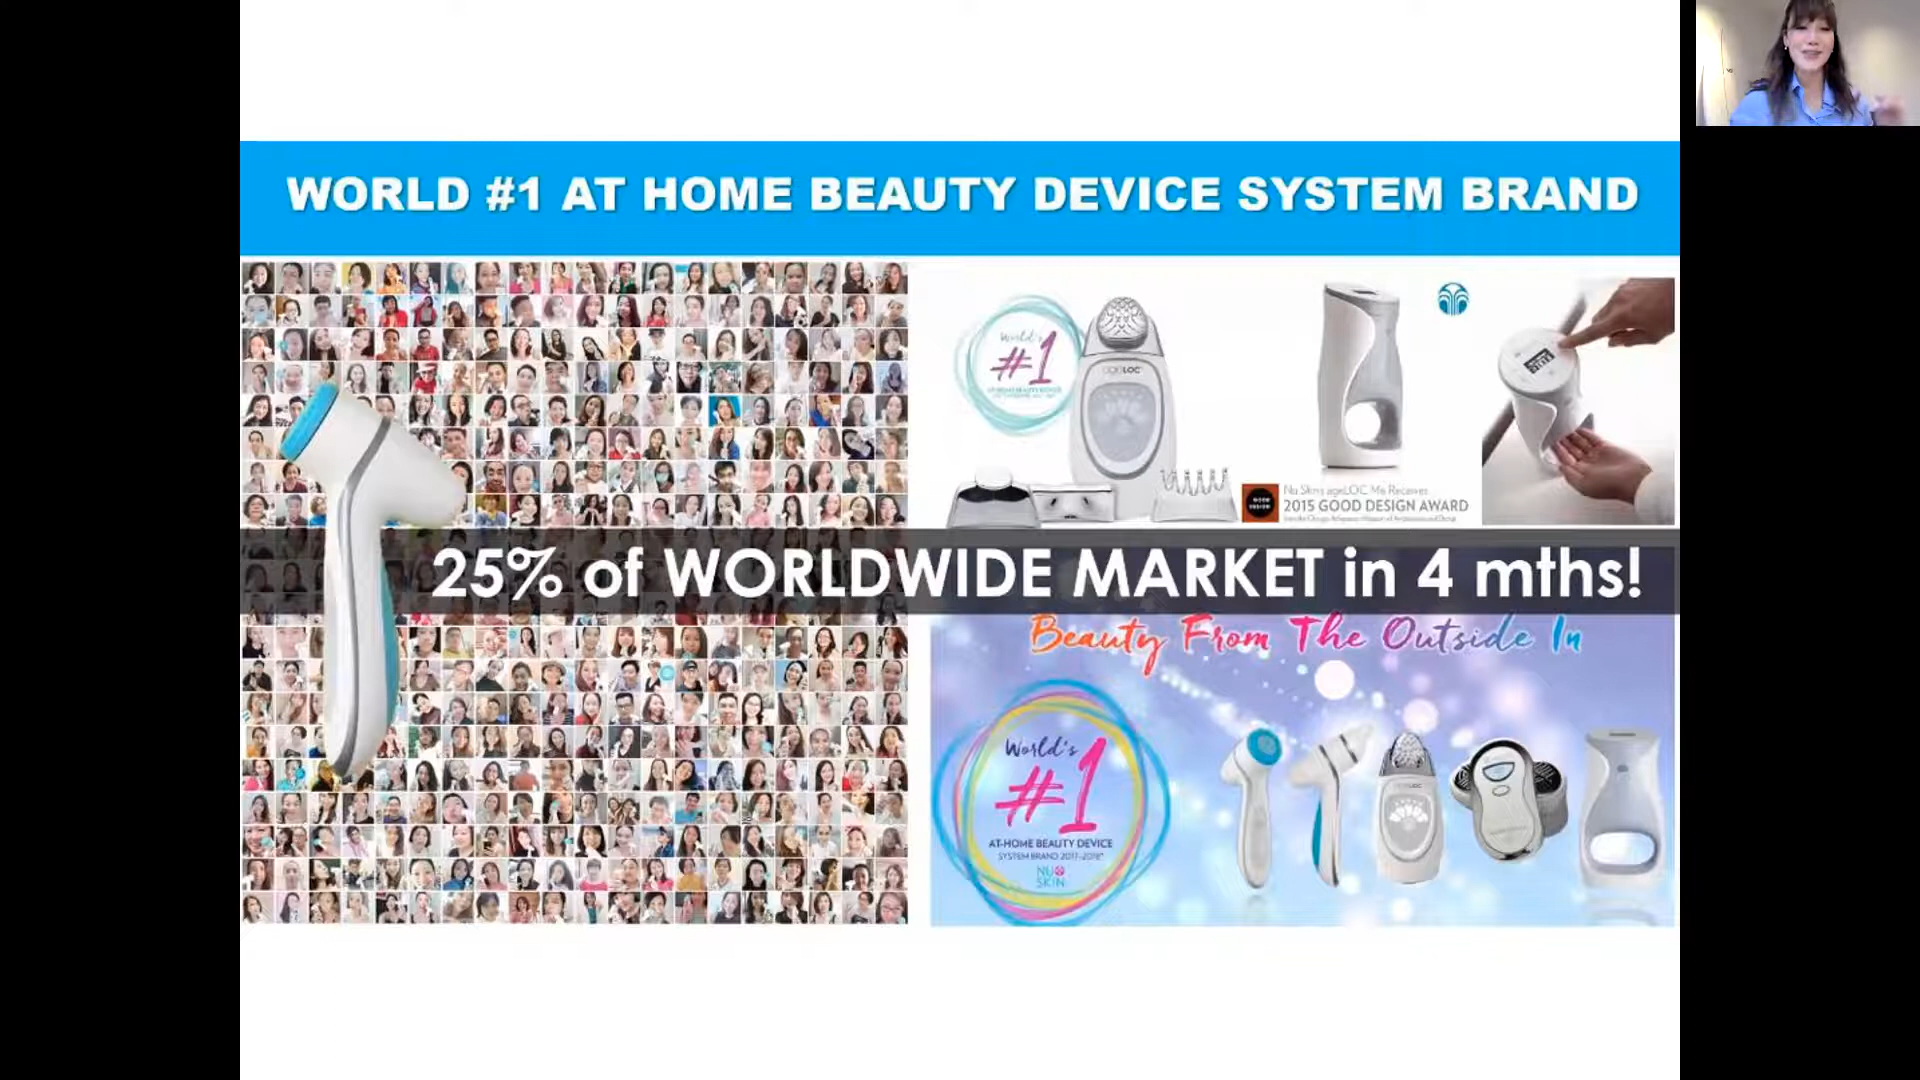 WORLD #1 AT HOME BEAUTY DEVICE SYSTEM BRAND
World's
#1
ageLOC
Nu Skin's ageLOC Me Receives
2015 GOOD DESIGN AWARD
GOOD
DESIGN
25% of WORLDWIDE MARKET in 4 mths!
Beauty From The Outside In
World's
#1
AT-HOME BEAUTY DEVICE
SYSTEM BRAND 2017-2018*
NU
SKIN